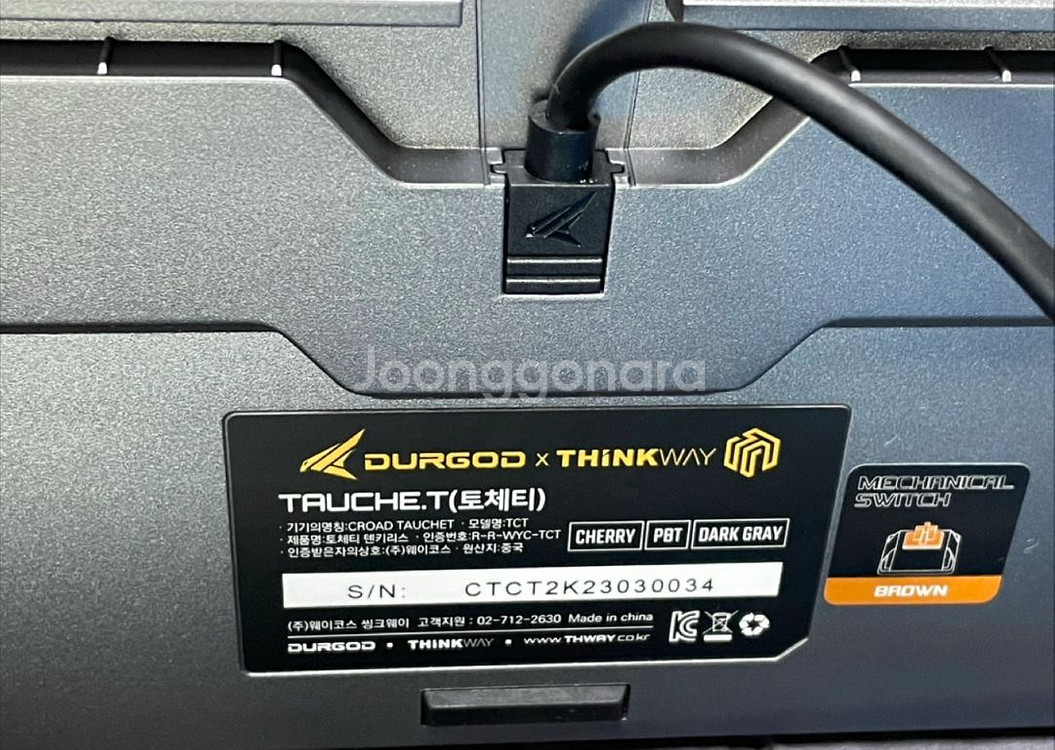 Joonggonara
DURGOD x THiNKWAY
TAUCHE.T(토체티)
· 기기의명칭:CROAD TAUCHET · 모델명:TCT
· 제품명:토체티 텐키리스 · 인증번호:R-R-WYC-TCT
· 인증받은자의상호:(주)웨이코스 · 원산지:중국
CHERRY PBT DARK GRAY
S/N: CTCT2K23030034
(주)웨이코스 씽크웨이 고객지원 : 02-712-2630 Made in china
DURGOD • THiNKWAY • www.THWAY.co.kr
MECHANICAL
SWITCH
BROWN